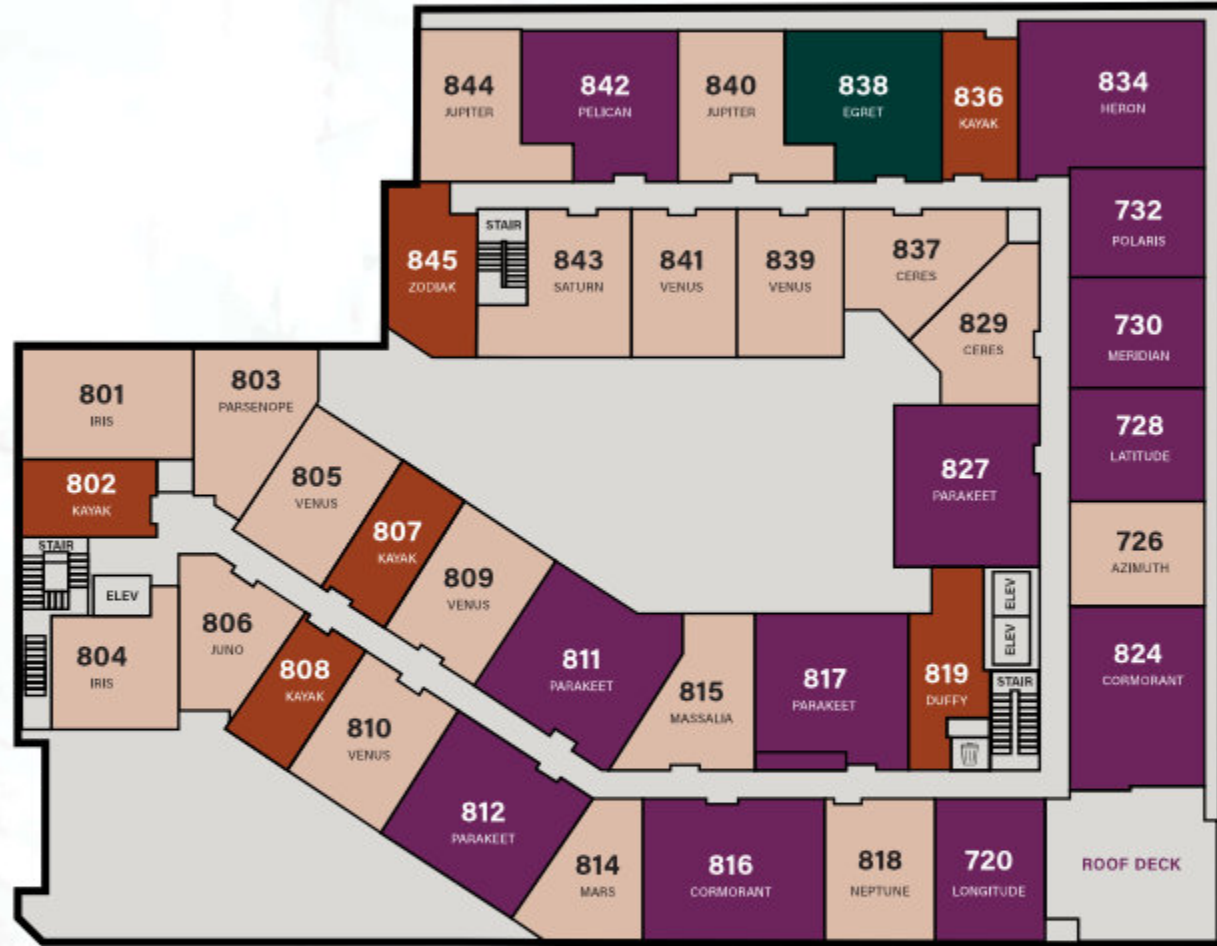 844
JUPITER
842
PELICAN
840
JUPITER
838
EGRET
836
KAYAK
834
HERON
732
POLARIS
845
ZODIAK
STAIR
843
SATURN
841
VENUS
839
VENUS
837
CERES
829
CERES
730
MERIDIAN
801
IRIS
803
PARSENOPE
728
LATITUDE
802
KAYAK
805
VENUS
807
KAYAK
827
PARAKEET
726
AZIMUTH
STAIR
ELEV
809
VENUS
ELEV
ELEV
804
IRIS
806
JUNO
808
KAYAK
811
PARAKEET
815
MASSALIA
817
PARAKEET
819
DUFFY
STAIR
824
CORMORANT
810
VENUS
812
PARAKEET
814
MARS
816
CORMORANT
818
NEPTUNE
720
LONGITUDE
ROOF DECK